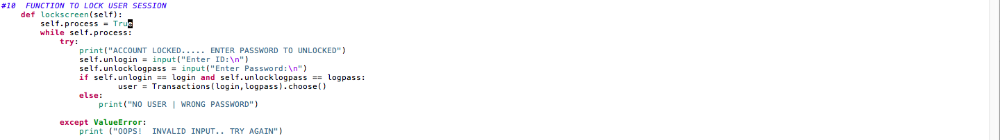 #10  FUNCTION TO LOCK USER SESSION
    def lockscreen(self):
        self.process = True
        while self.process:
            try:
                print("ACCOUNT LOCKED..... ENTER PASSWORD TO UNLOCKED")
                self.unlogin = input("Enter ID:\n")
                self.unlocklogpass = input("Enter Password:\n")
                if self.unlogin == login and self.unlocklogpass == logpass:
                        user = Transactions(login,logpass).choose()
                else:
                    print("NO USER | WRONG PASSWORD")

            except ValueError:
                print ("OOPS!  INVALID INPUT.. TRY AGAIN")